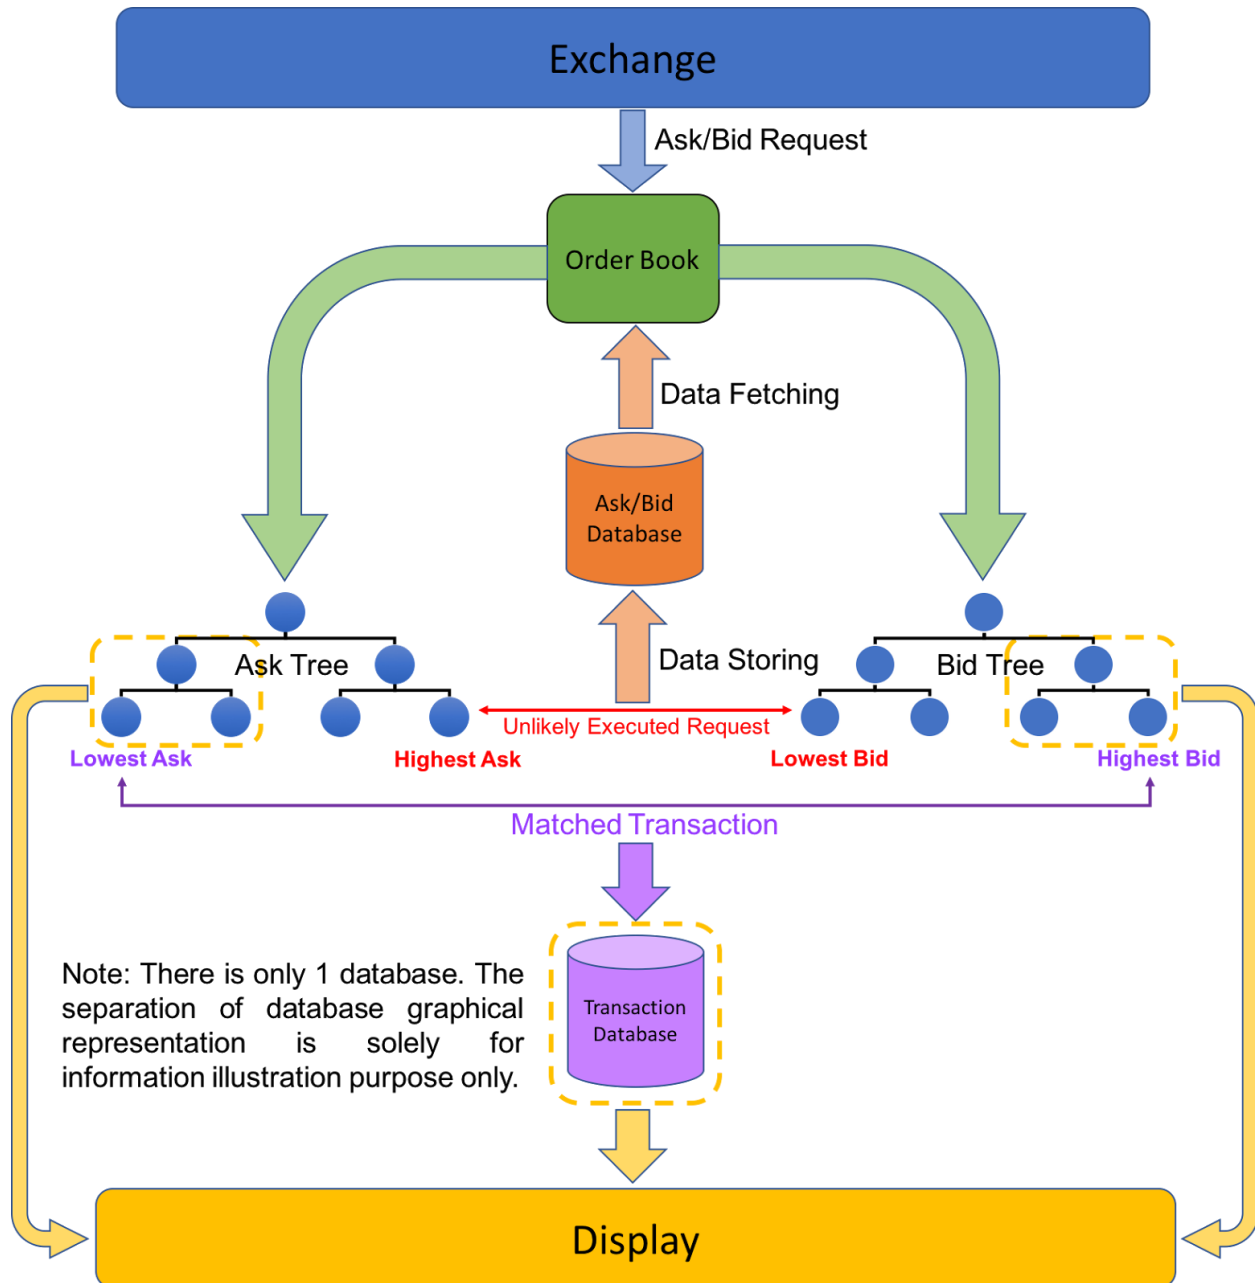 Exchange
Ask/Bid Request
Order Book
Data Fetching
Ask/Bid
Database
Ask Tree
Data Storing
Bid Tree
Unlikely Executed Request
Lowest Ask
Highest Ask
Lowest Bid
Highest Bid
Matched Transaction
Note: There is only 1 database. The
separation of database graphical
representation is solely for
information illustration purpose only.
Transaction
Database
Display